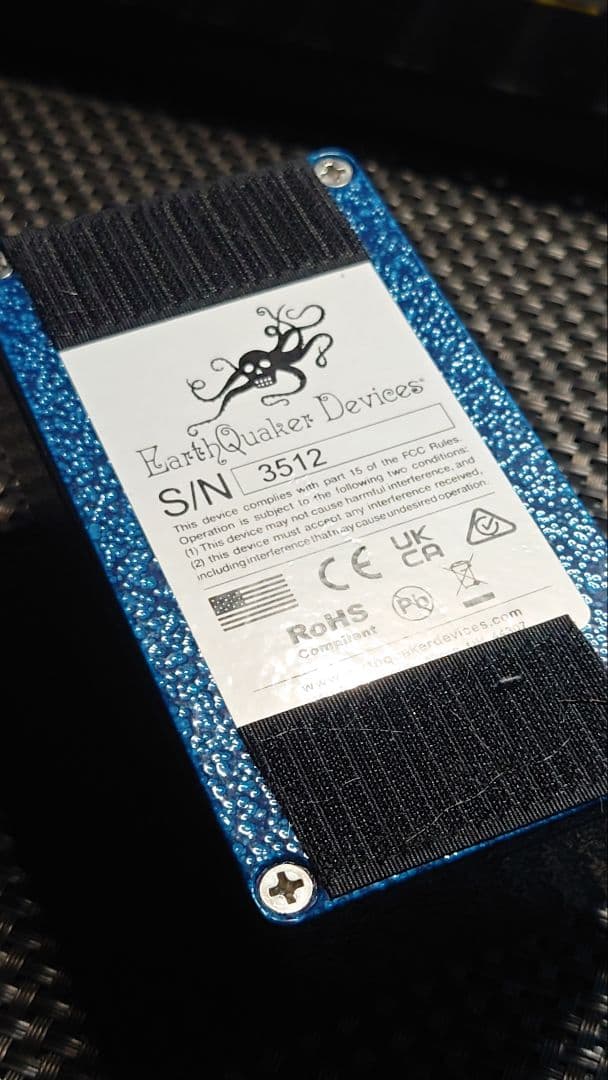 EarthQuaker Devices
S/N 3512
This device complies with part 15 of the FCC Rules.
Operation is subject to the following two conditions:
(1) This device may not cause harmful interference, and
(2) this device must accept any interference received,
including interference that may cause undesired operation.
CE UK
CA
RoHS Pb
Compliant